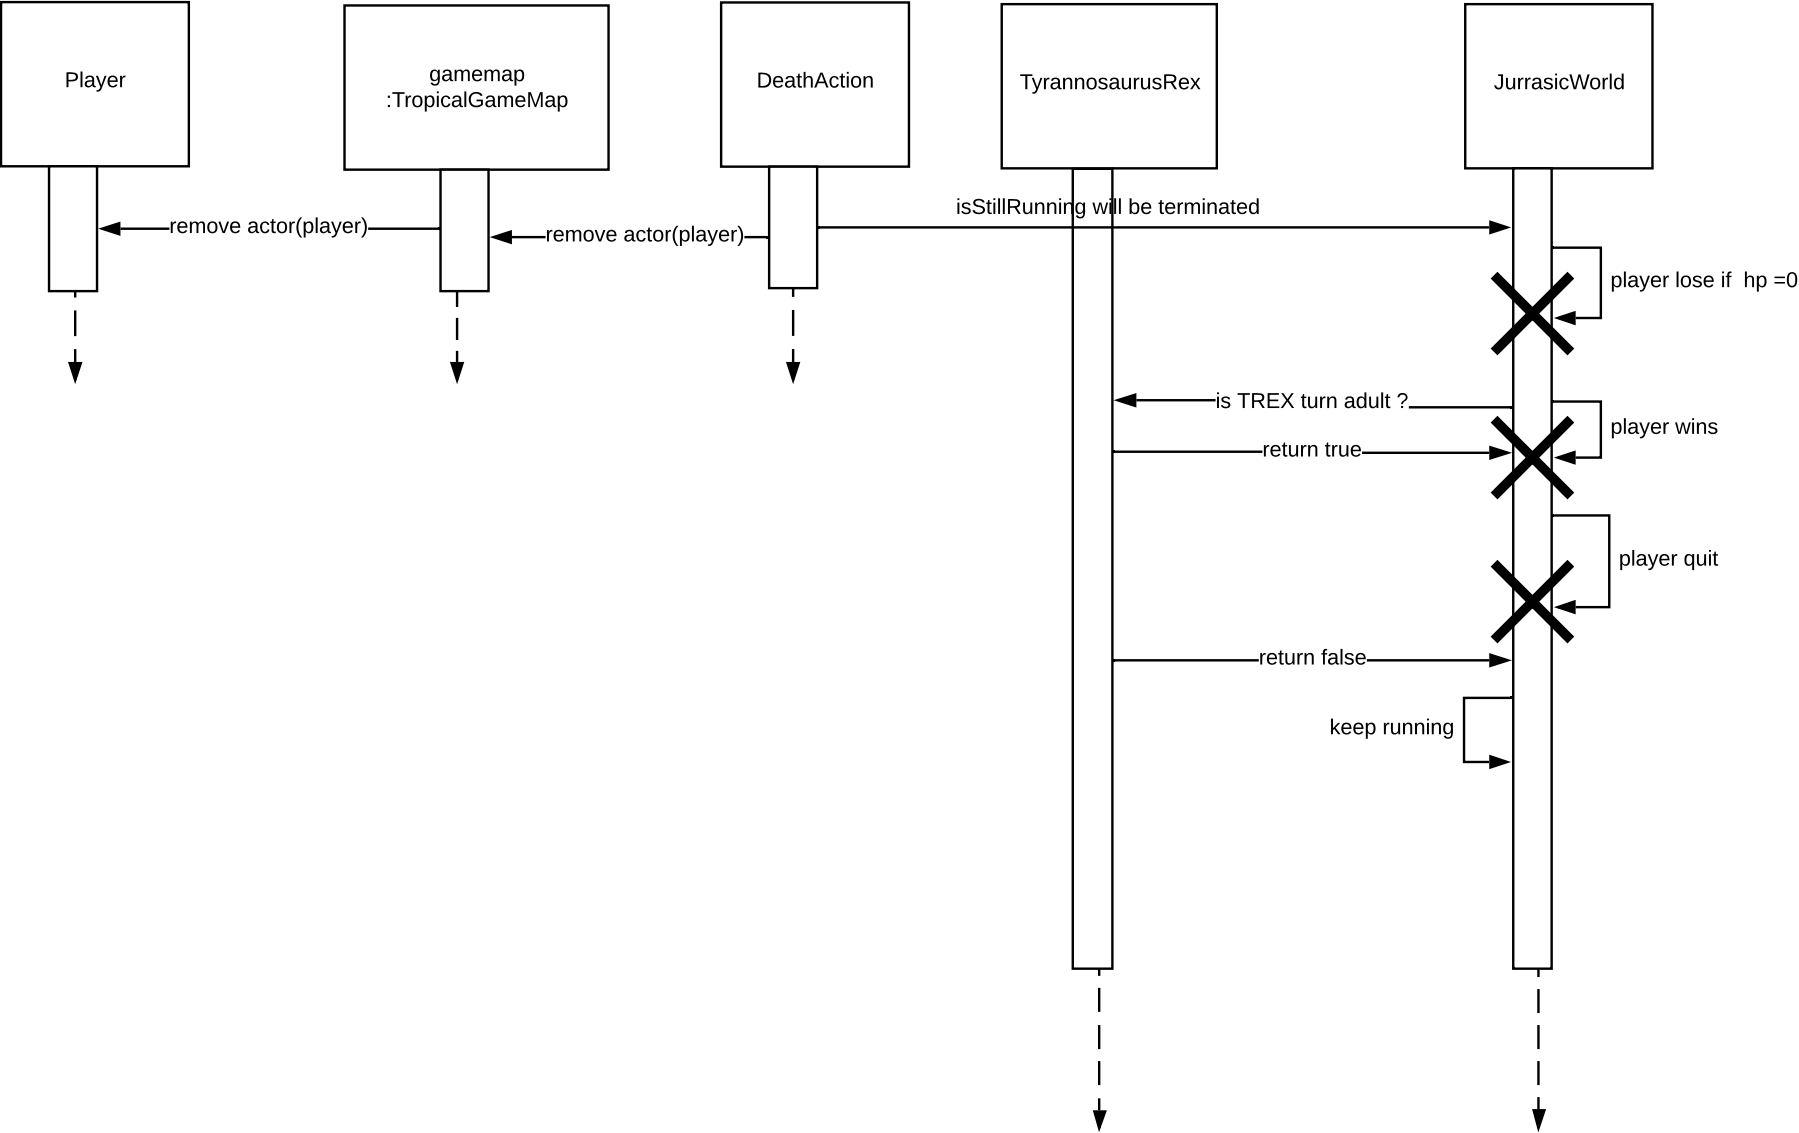 Player
gamemap
:TropicalGameMap
DeathAction
TyrannosaurusRex
JurrasicWorld
isStillRunning will be terminated
remove actor(player)
remove actor(player)
player lose if  hp =0
is TREX turn adult ?
player wins
return true
player quit
return false
keep running